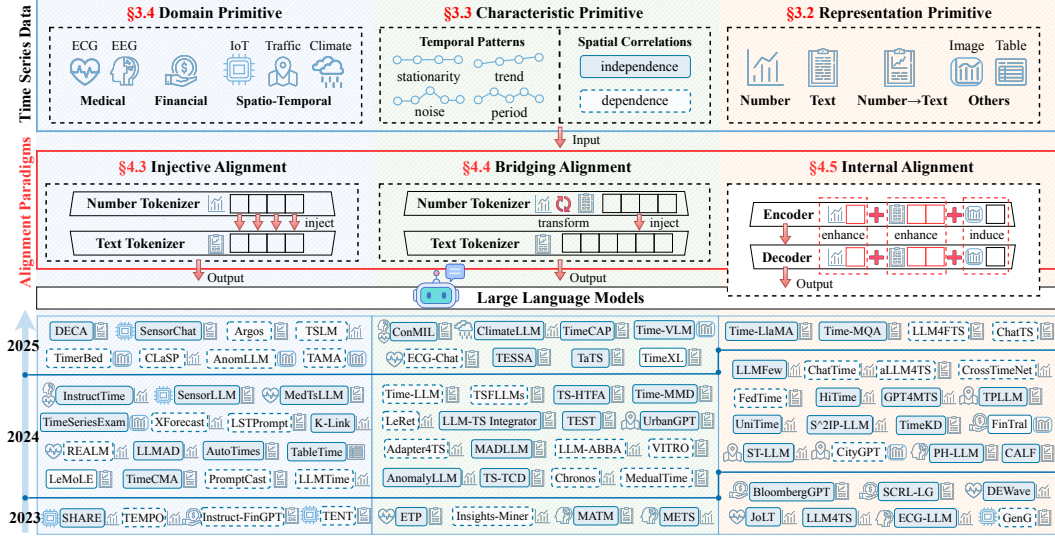 Time Series Data
§3.4 Domain Primitive
ECG EEG IoT Traffic Climate
Medical Financial Spatio-Temporal
§3.3 Characteristic Primitive
Temporal Patterns
stationarity trend
noise period
Spatial Correlations
independence
dependence
§3.2 Representation Primitive
Image Table
Number Text Number→Text Others
Input
Alignment Paradigms
§4.3 Injective Alignment
Number Tokenizer
inject
Text Tokenizer
Output
§4.4 Bridging Alignment
Number Tokenizer
transform inject
Text Tokenizer
Output
§4.5 Internal Alignment
Encoder
enhance enhance induce
Decoder
Output
Large Language Models
2025
DECA SensorChat Argos TSLM
TimerBed CLaSP AnomLLM TAMA
ConMIL ClimateLLM TimeCAP Time-VLM
ECG-Chat TESSA TaTS TimeXL
Time-LlaMA Time-MQA LLM4FTS ChatTS
2024
InstructTime SensorLLM MedTsLLM
TimeSeriesExam XForecast LSTPrompt K-Link
REALM LLMAD AutoTimes TableTime
LeMoLE TimeCMA PromptCast LLMTime
Time-LLM TSFLLMs TS-HTFA Time-MMD
LeRet LLM-TS Integrator TEST UrbanGPT
Adapter4TS MADLLM LLM-ABBA VITRO
AnomalyLLM TS-TCD Chronos MedualTime
LLMFew ChatTime aLLM4TS CrossTimeNet
FedTime HiTime GPT4MTS TPLLM
UniTime S^2IP-LLM TimeKD FinTral
ST-LLM CityGPT PH-LLM CALF
2023
SHARE TEMPO Instruct-FinGPT TENT
ETP Insights-Miner MATM METS
BloombergGPT SCRL-LG DEWave
JoLT LLM4TS ECG-LLM GenG